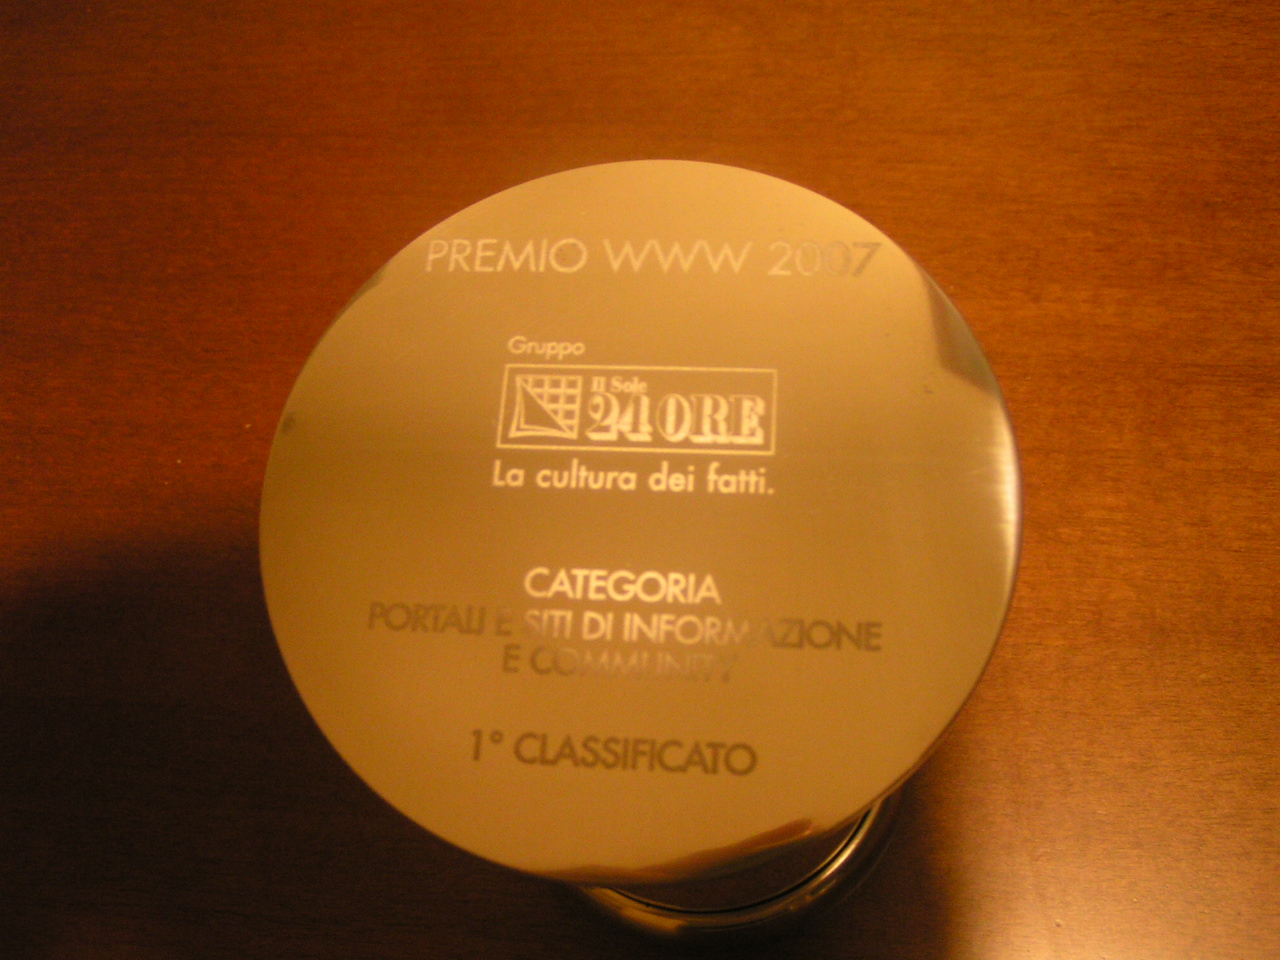 PREMIO WWW 2007
Gruppo
Il Sole
24 ORE
La cultura dei fatti.
CATEGORIA
PORTALI E SITI DI INFORMAZIONE
E COMMUNITY
1° CLASSIFICATO